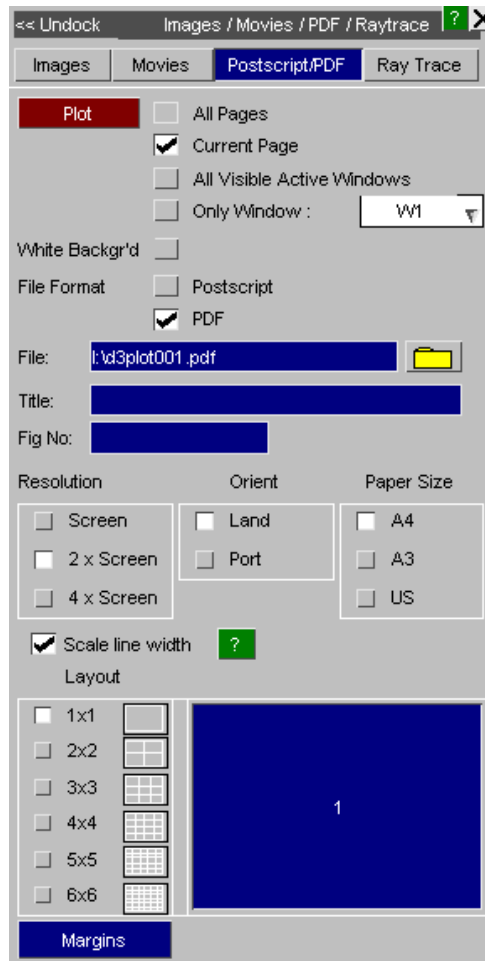 << Undock Images / Movies / PDF / Raytrace ? X
Images Movies Postscript/PDF Ray Trace
Plot All Pages
Current Page
All Visible Active Windows
Only Window : W1
White Backgr'd
File Format Postscript
PDF
File: I:\d3plot001.pdf
Title:
Fig No:
Resolution Orient Paper Size
Screen Land A4
2 x Screen Port A3
4 x Screen US
Scale line width ?
Layout
1x1
2x2
3x3
1
4x4
5x5
6x6
Margins